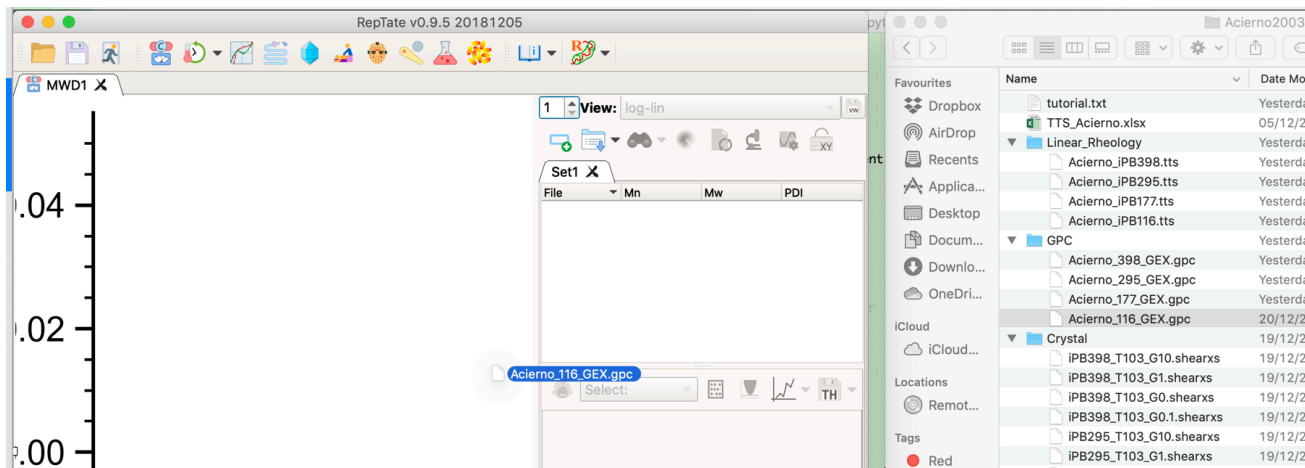 RepTate v0.9.5 20181205
MWD1
1 View: log-lin
VW
XY
Set1
File Mn Mw PDI
.04
.02
.00
Acierno_116_GEX.gpc
Select:
TH
pyt
ent
Acierno2003
Favourites
Dropbox
AirDrop
Recents
Applica...
Desktop
Docum...
Downlo...
OneDri...
iCloud
iCloud...
Locations
Remot...
Tags
Red
Name Date Mo
tutorial.txt Yesterda
TTS_Acierno.xlsx 05/12/2
Linear_Rheology Yesterda
Acierno_iPB398.tts Yesterda
Acierno_iPB295.tts Yesterda
Acierno_iPB177.tts Yesterda
Acierno_iPB116.tts Yesterda
GPC Yesterda
Acierno_398_GEX.gpc Yesterda
Acierno_295_GEX.gpc Yesterda
Acierno_177_GEX.gpc Yesterda
Acierno_116_GEX.gpc 20/12/2
Crystal 19/12/2
iPB398_T103_G10.shearxs 19/12/2
iPB398_T103_G1.shearxs 19/12/2
iPB398_T103_G0.shearxs 19/12/2
iPB398_T103_G0.1.shearxs 19/12/2
iPB295_T103_G10.shearxs 19/12/2
iPB295_T103_G1.shearxs 19/12/2